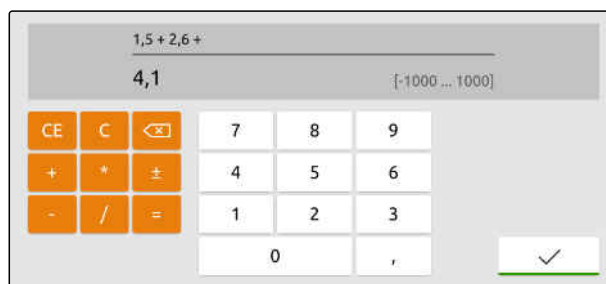 1,5 + 2,6 +
4,1 [-1000 ... 1000]
CE C 7 8 9
+ * ± 4 5 6
- / = 1 2 3
0 ,